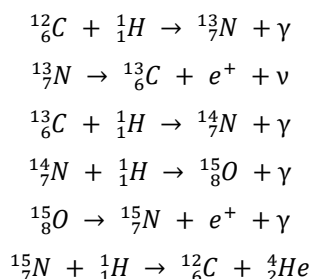 ¹²₆C + ¹₁H → ¹³₇N + γ
¹³₇N → ¹³₆C + e⁺ + ν
¹³₆C + ¹₁H → ¹⁴₇N + γ
¹⁴₇N + ¹₁H → ¹⁵₈O + γ
¹⁵₈O → ¹⁵₇N + e⁺ + γ
¹⁵₇N + ¹₁H → ¹²₆C + ⁴₂He